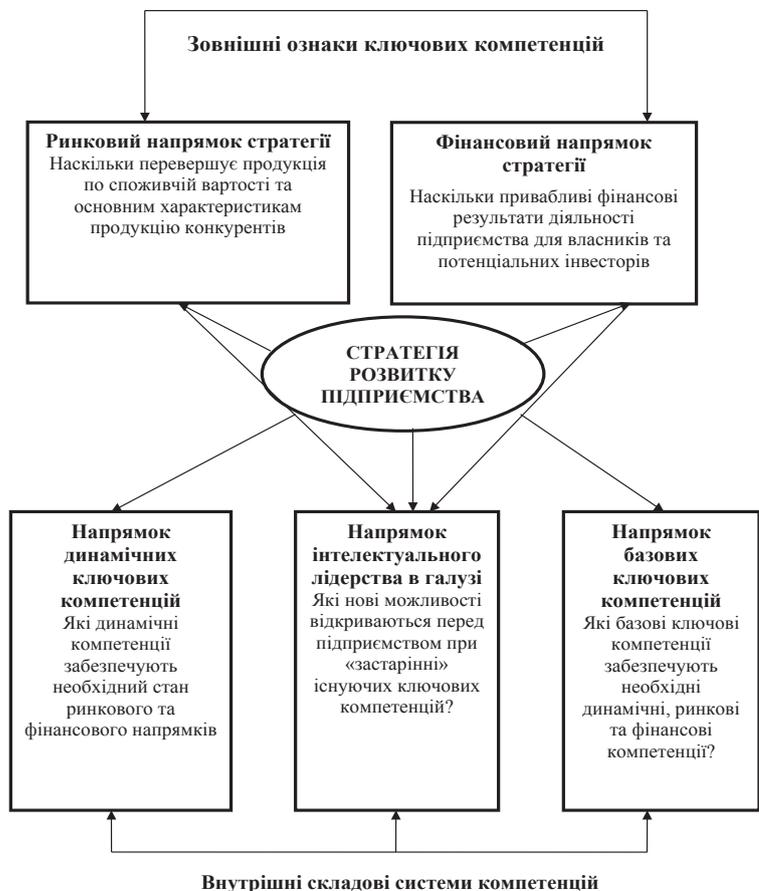 Зовнішні ознаки ключових компетенцій
Ринковий напрямок стратегії
Наскільки перевершує продукція
по споживчій вартості та
основним характеристикам
продукцію конкурентів
Фінансовий напрямок
стратегії
Наскільки привабливі фінансові
результати діяльності
підприємства для власників та
потенціальних інвесторів
СТРАТЕГІЯ
РОЗВИТКУ
ПІДПРИЄМСТВА
Напрямок
динамічних
ключових
компетенцій
Які динамічні
компетенції
забезпечують
необхідний стан
ринкового та
фінансового напрямків
Напрямок
інтелектуального
лідерства в галузі
Які нові можливості
відкриваються перед
підприємством при
«застарінні»
існуючих ключових
компетенцій?
Напрямок
базових
ключових
компетенцій
Які базові ключові
компетенції
забезпечують
необхідні
динамічні, ринкові
та фінансові
компетенції?
Внутрішні складові системи компетенцій